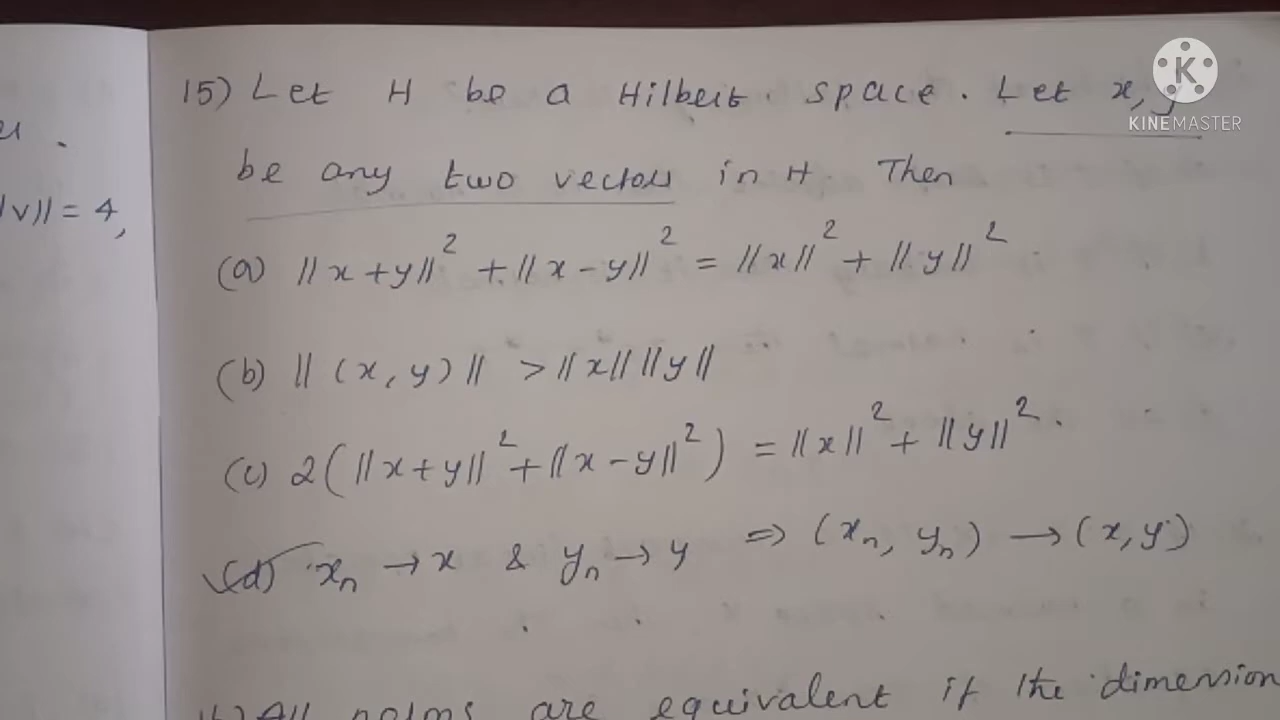 15) Let H be a Hilbert space. Let x, y
K
KINEMASTER
be any two vectors in H. Then
||v|| = 4,
(a) ||x+y||² + ||x-y||² = ||x||² + ||y||².
(b) ||(x, y)|| > ||x|| ||y||
(c) 2(||x+y||² + ||x-y||²) = ||x||² + ||y||².
(d) xₙ → x & yₙ → y ⇒ (xₙ, yₙ) → (x, y)
16) All norms are equivalent if the dimension